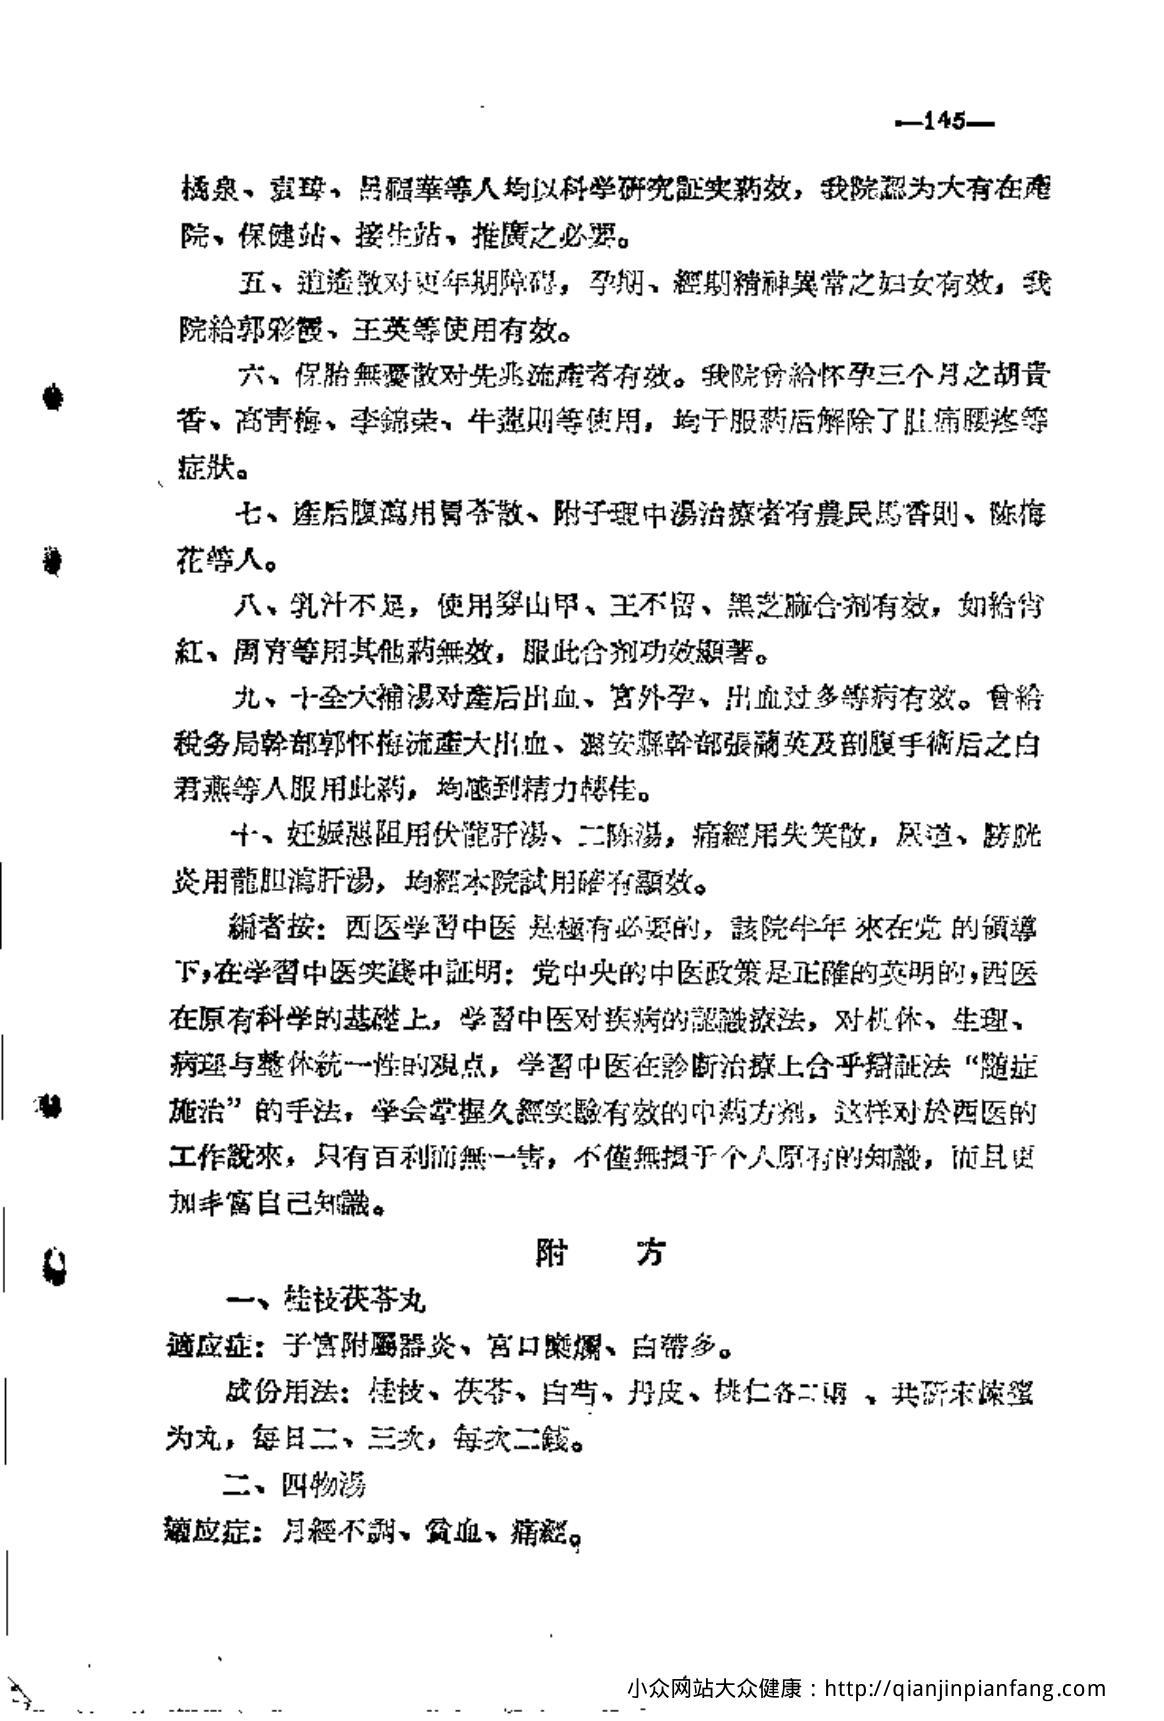 —145—
橘泉、袁璋、呂福華等人均以科学研究証实葯效，我院認为大有在產
院、保健站、接生站、推廣之必要。
五、逍遙散对更年期障碍，孕期、經期精神異常之妇女有效，我
院給郭彩霞、王英等使用有效。
六、保胎無憂散对先兆流產者有效。我院曾給怀孕三个月之胡貴
香、高青梅、李錦荣、牛蓮則等使用，均于服葯后解除了肚痛腰疼等
症狀。
七、產后腹瀉用胃苓散、附子理中湯治療者有農民馬香則、陈梅
花等人。
八、乳汁不足，使用穿山甲、王不留、黑芝麻合剂有效，如給肖
紅、周育等用其他葯無效，服此合剂功效顯著。
九、十全大補湯对產后出血、宮外孕、出血过多等病有效。曾給
稅务局幹部郭怀梅流產大出血、潞安縣幹部張蘭英及剖腹手術后之白
君燕等人服用此葯，均感到精力轉佳。
十、妊娠惡阻用伏龍肝湯、二陈湯，痛經用失笑散，尿道、膀胱
炎用龍胆瀉肝湯，均經本院試用確有顯效。
編者按：西医学習中医 是極有必要的，該院半年 來在党 的領導
下，在学習中医实践中証明：党中央的中医政策是正確的英明的，西医
在原有科学的基礎上，学習中医对疾病的認識療法，对机体、生理、
病理与整体統一性的观点，学習中医在診断治療上合乎辯証法“随症
施治”的手法，学会掌握久經实驗有效的中葯方剂，这样对於西医的
工作說來，只有百利而無一害，不僅無損于个人原有的知識，而且更
加丰富自己知識。
附 方
一、桂枝茯苓丸
適应症：子宮附屬器炎、宮口糜爛、白帶多。
成份用法：桂枝、茯苓、白芍、丹皮、桃仁各二兩 、共研末煉蜜
为丸，每日二、三次，每次二錢。
二、四物湯
適应症：月經不調、貧血、痛經。
小众网站大众健康：http://qianjinpianfang.com